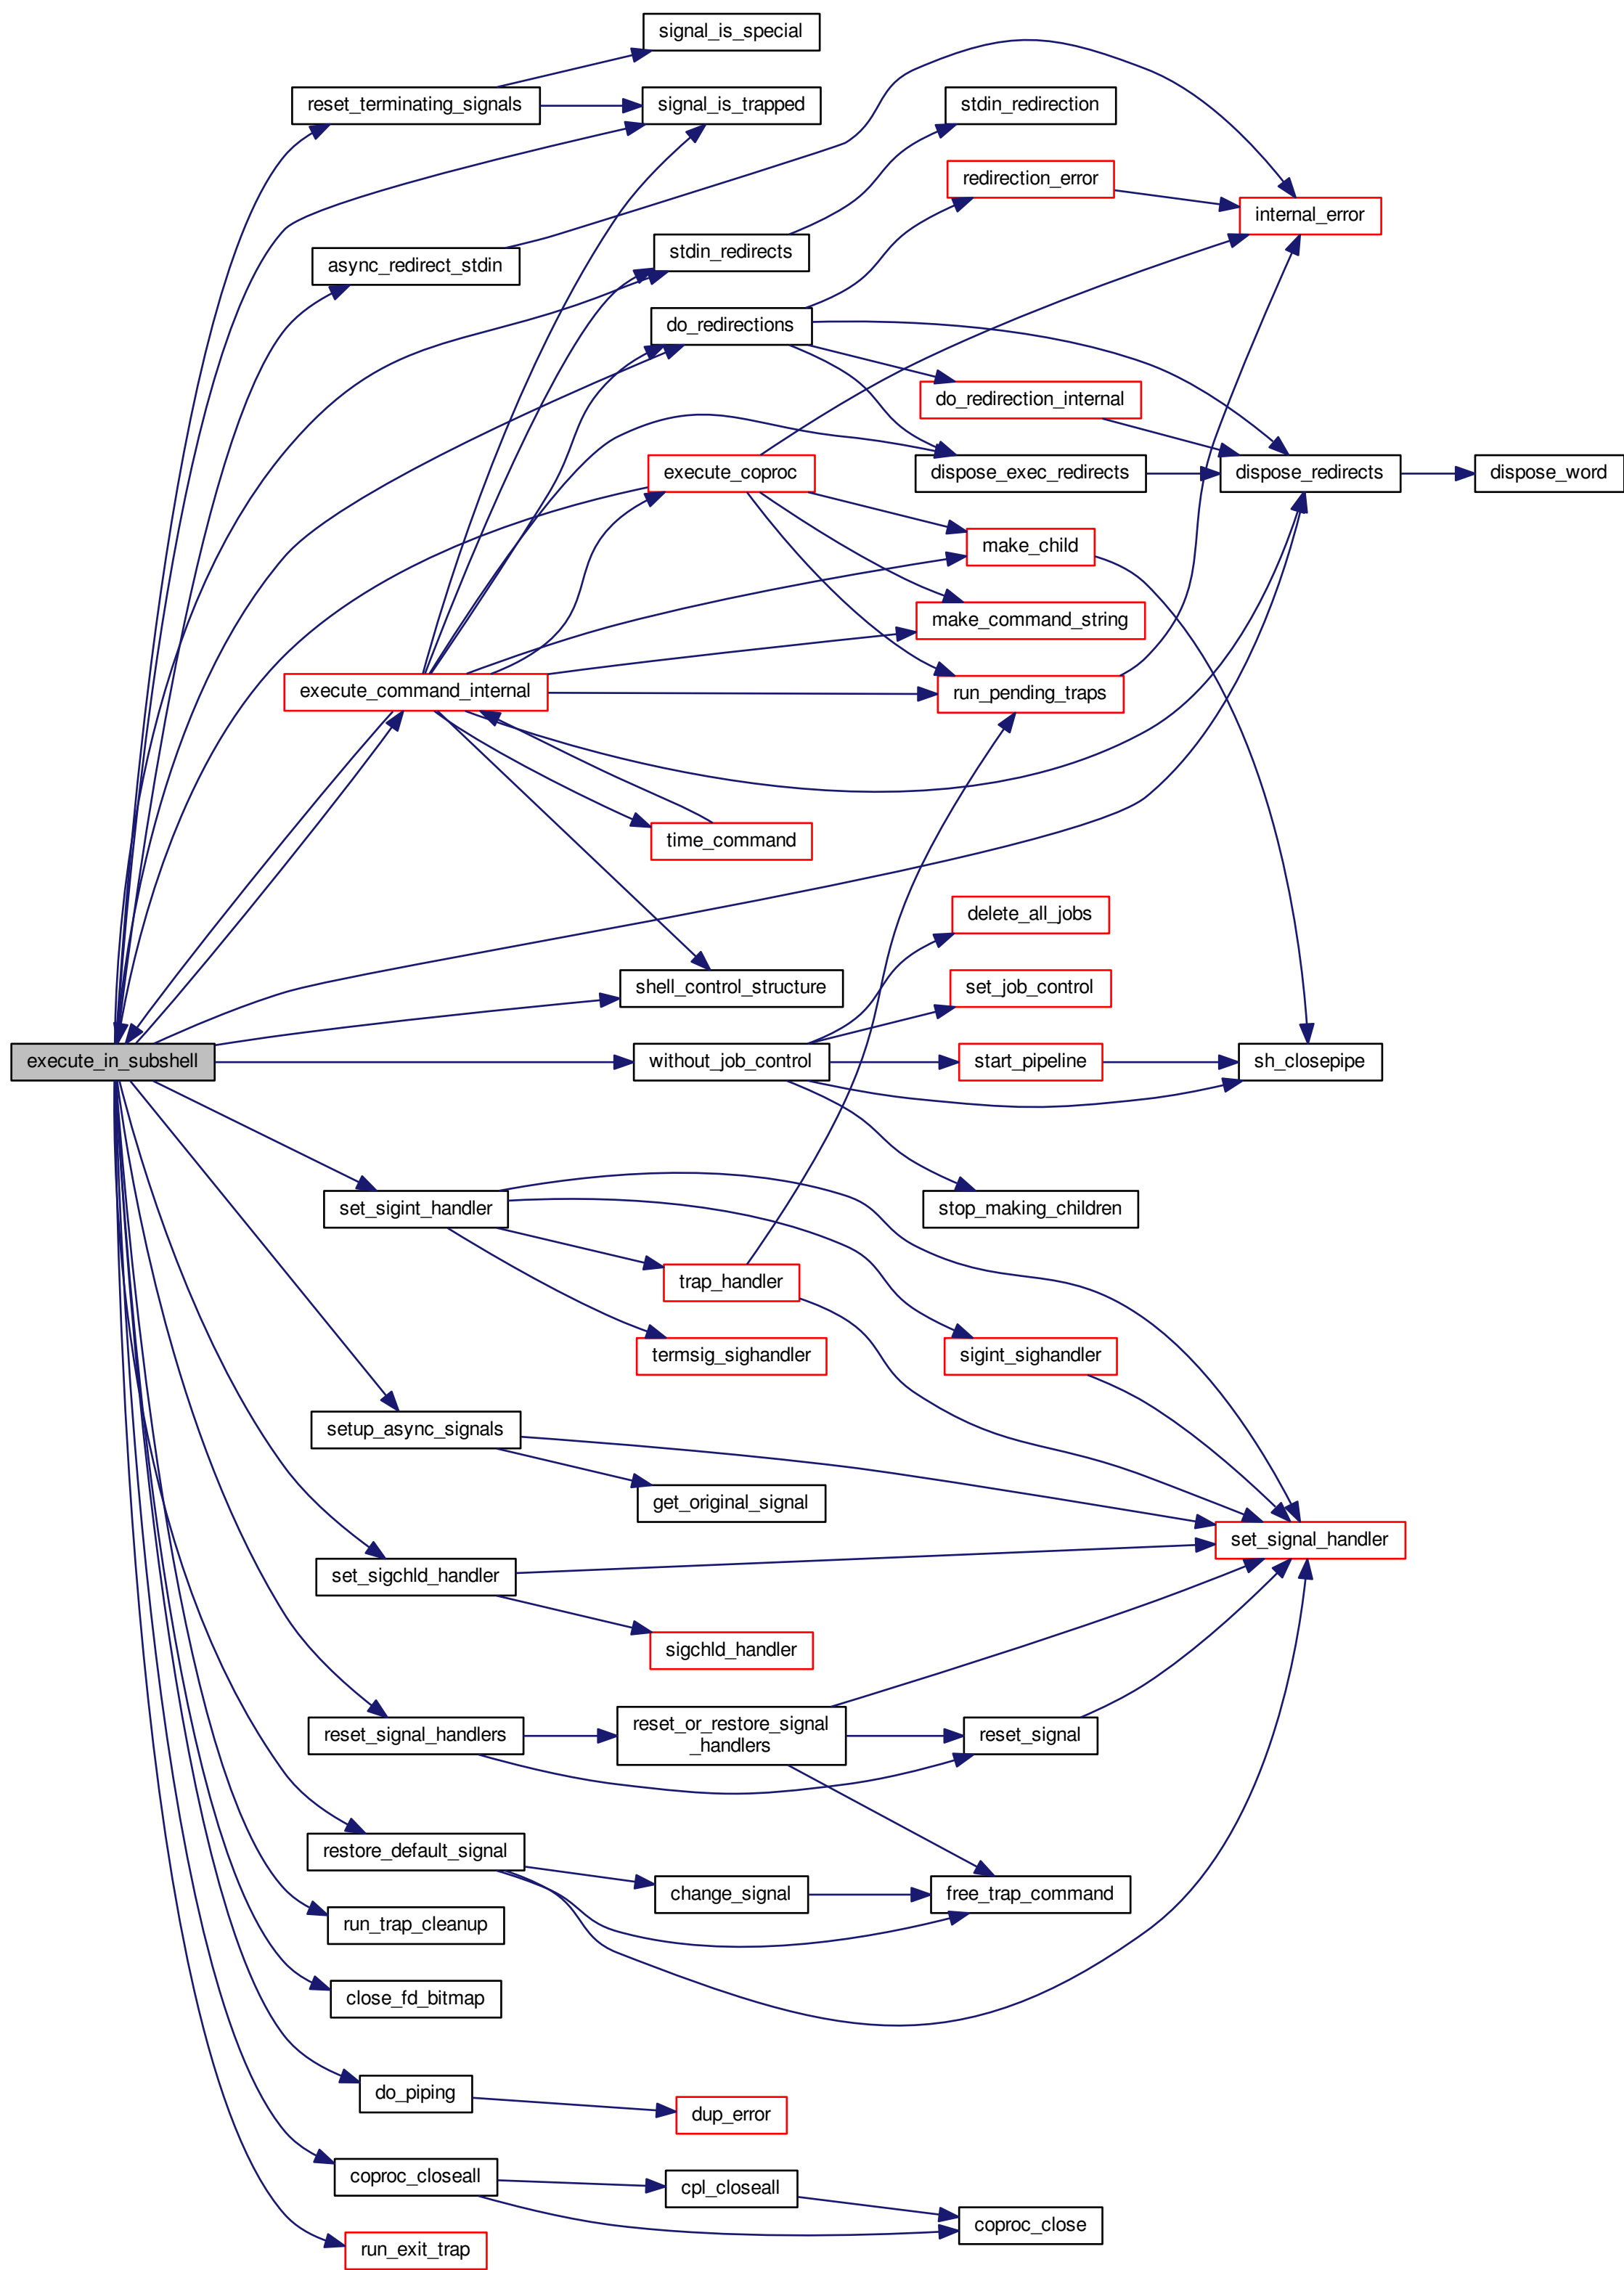 signal_is_special
reset_terminating_signals
signal_is_trapped
stdin_redirection
redirection_error
internal_error
async_redirect_stdin
stdin_redirects
do_redirections
do_redirection_internal
execute_coproc
dispose_exec_redirects
dispose_redirects
dispose_word
make_child
make_command_string
execute_command_internal
run_pending_traps
time_command
delete_all_jobs
shell_control_structure
set_job_control
execute_in_subshell
without_job_control
start_pipeline
sh_closepipe
set_sigint_handler
stop_making_children
trap_handler
termsig_sighandler
sigint_sighandler
setup_async_signals
get_original_signal
set_signal_handler
set_sigchld_handler
sigchld_handler
reset_signal_handlers
reset_or_restore_signal
_handlers
reset_signal
restore_default_signal
change_signal
free_trap_command
run_trap_cleanup
close_fd_bitmap
do_piping
dup_error
coproc_closeall
cpl_closeall
coproc_close
run_exit_trap